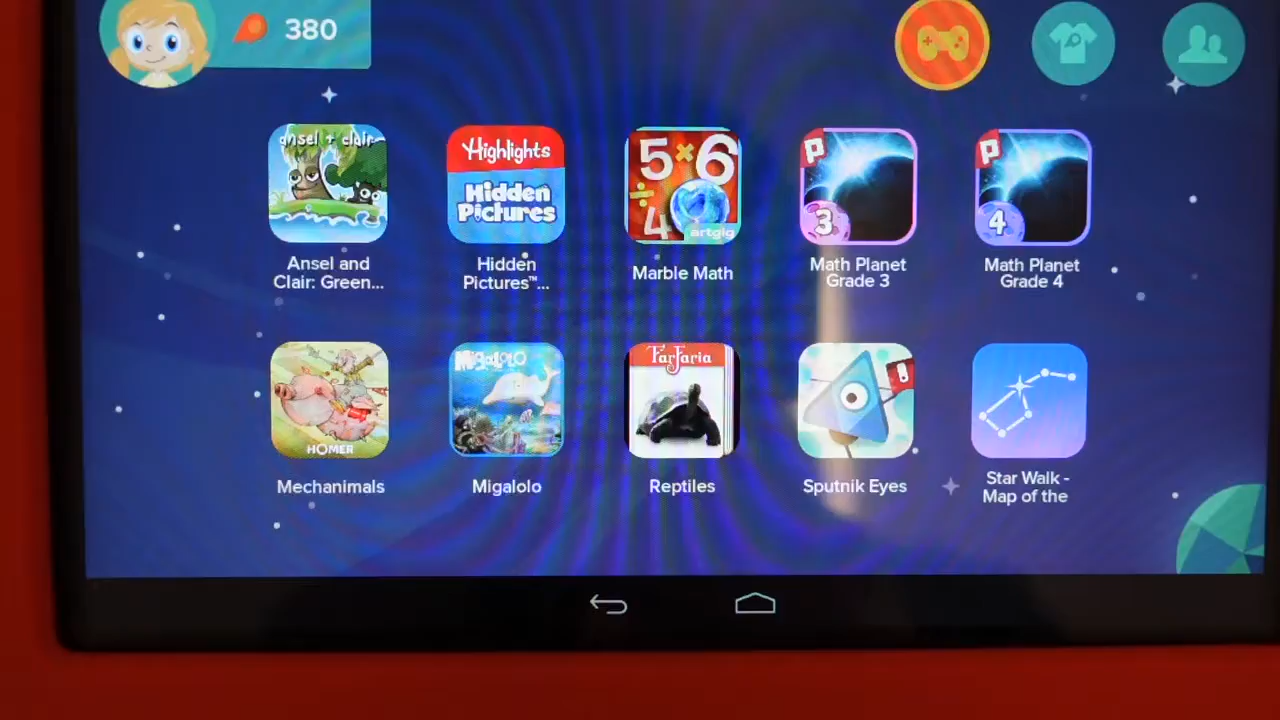 380
ansel + clair
Highlights
Hidden
Pictures
5 × 6
÷
4
artgig
p
3
p
4
Ansel and
Clair: Green...
Hidden
Pictures™...
Marble Math
Math Planet
Grade 3
Math Planet
Grade 4
HOMER
MIGALOLO
FarFaria
Mechanimals
Migalolo
Reptiles
Sputnik Eyes
Star Walk -
Map of the